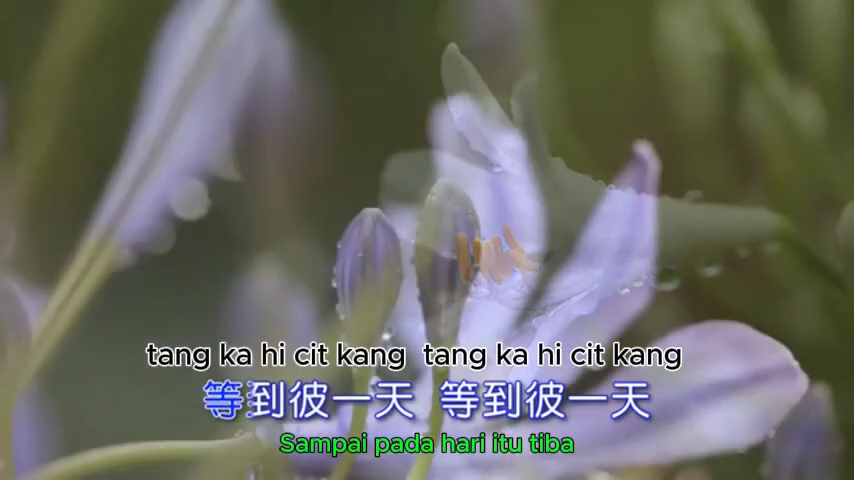 tang ka hi cit kang  tang ka hi cit kang
等到彼一天 等到彼一天
Sampai pada hari itu tiba